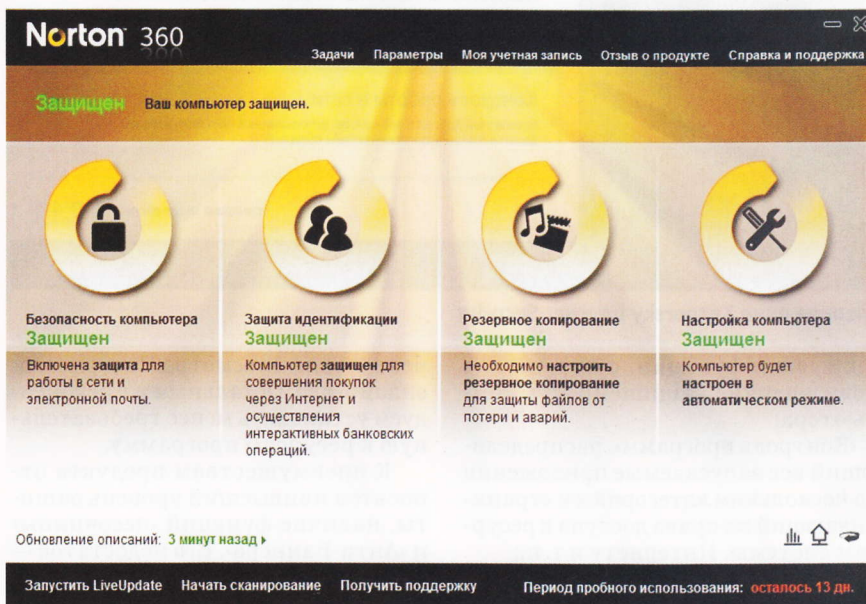 Norton 360
Задачи Параметры Моя учетная запись Отзыв о продукте Справка и поддержка
Защищен Ваш компьютер защищен.
Безопасность компьютера
Защищен
Включена защита для
работы в сети и
электронной почты.
Защита идентификации
Защищен
Компьютер защищен для
совершения покупок
через Интернет и
осуществления
интерактивных банковских
операций.
Резервное копирование
Защищен
Необходимо настроить
резервное копирование
для защиты файлов от
потери и аварий.
Настройка компьютера
Защищен
Компьютер будет
настроен в
автоматическом режиме.
Обновление описаний: 3 минут назад
Запустить LiveUpdate Начать сканирование Получить поддержку Период пробного использования: осталось 13 дн.